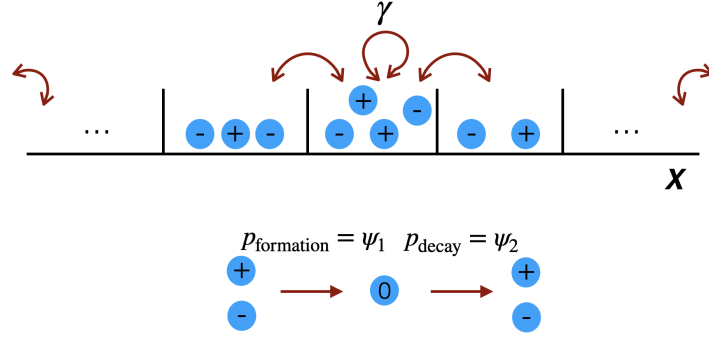 γ
+
- + - - + - - +
... ...
X
p_formation = ψ_1 p_decay = ψ_2
+ 0 +
- -